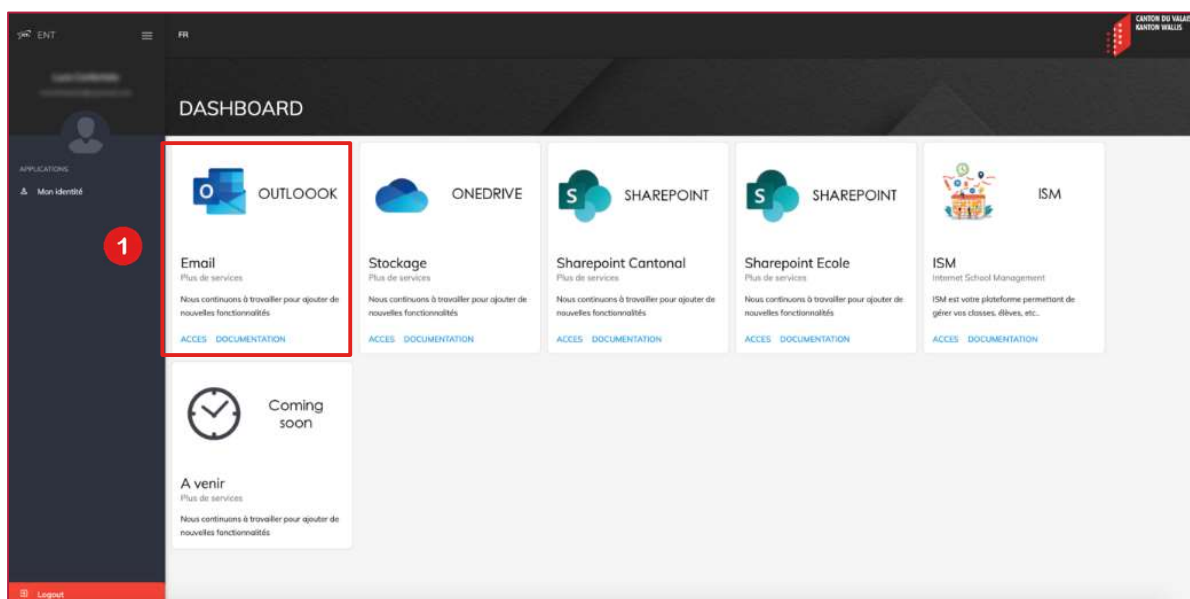 ENT
FR
CANTON DU VALAIS
KANTON WALLIS
DASHBOARD
APPLICATIONS
Mon identité
1
OUTLOOOK
Email
Plus de services
Nous continuons à travailler pour ajouter de
nouvelles fonctionnalités
ACCES DOCUMENTATION
ONEDRIVE
Stockage
Plus de services
Nous continuons à travailler pour ajouter de
nouvelles fonctionnalités
ACCES DOCUMENTATION
SHAREPOINT
Sharepoint Cantonal
Plus de services
Nous continuons à travailler pour ajouter de
nouvelles fonctionnalités
ACCES DOCUMENTATION
SHAREPOINT
Sharepoint Ecole
Plus de services
Nous continuons à travailler pour ajouter de
nouvelles fonctionnalités
ACCES DOCUMENTATION
ISM
ISM
Internet School Management
ISM est votre plateforme permettant de
gérer vos classes, élèves, etc..
ACCES DOCUMENTATION
Coming
soon
A venir
Plus de services
Nous continuons à travailler pour ajouter de
nouvelles fonctionnalités
Logout